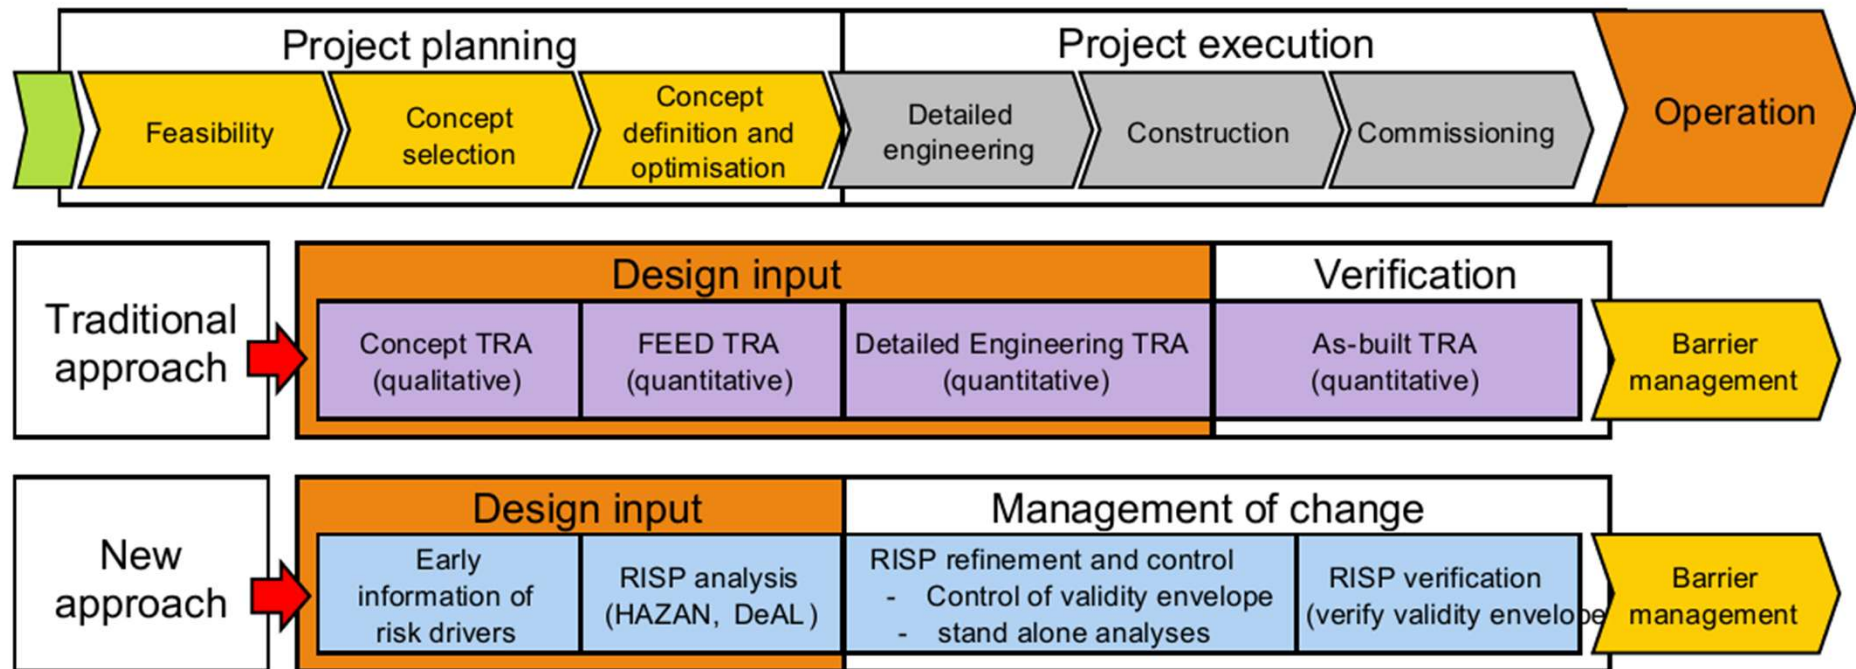 Project planning
Project execution
Feasibility
Concept
selection
Concept
definition and
optimisation
Detailed
engineering
Construction
Commissioning
Operation
Traditional
approach
Design input
Verification
Concept TRA
(qualitative)
FEED TRA
(quantitative)
Detailed Engineering TRA
(quantitative)
As-built TRA
(quantitative)
Barrier
management
New
approach
Design input
Management of change
Early
information of
risk drivers
RISP analysis
(HAZAN, DeAL)
RISP refinement and control
- Control of validity envelope
- stand alone analyses
RISP verification
(verify validity envelope
Barrier
management